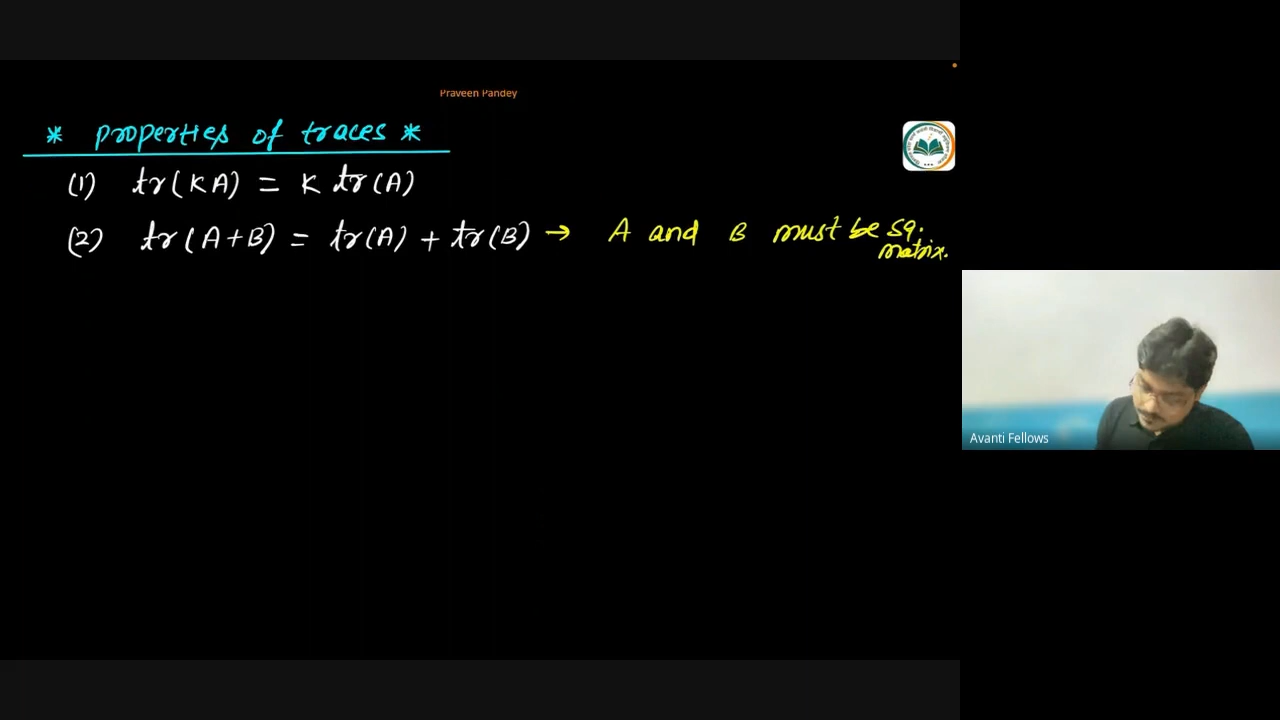 Praveen Pandey
* properties of traces *
(1) tr(KA) = K tr(A)
(2) tr(A+B) = tr(A) + tr(B) → A and B must be sq.
matrix.
Avanti Fellows